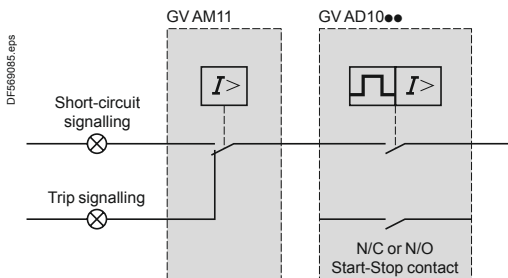 GV AM11
GV AD10●●
DF569085.eps
I>
I>
Short-circuit
signalling
Trip signalling
N/C or N/O
Start-Stop contact